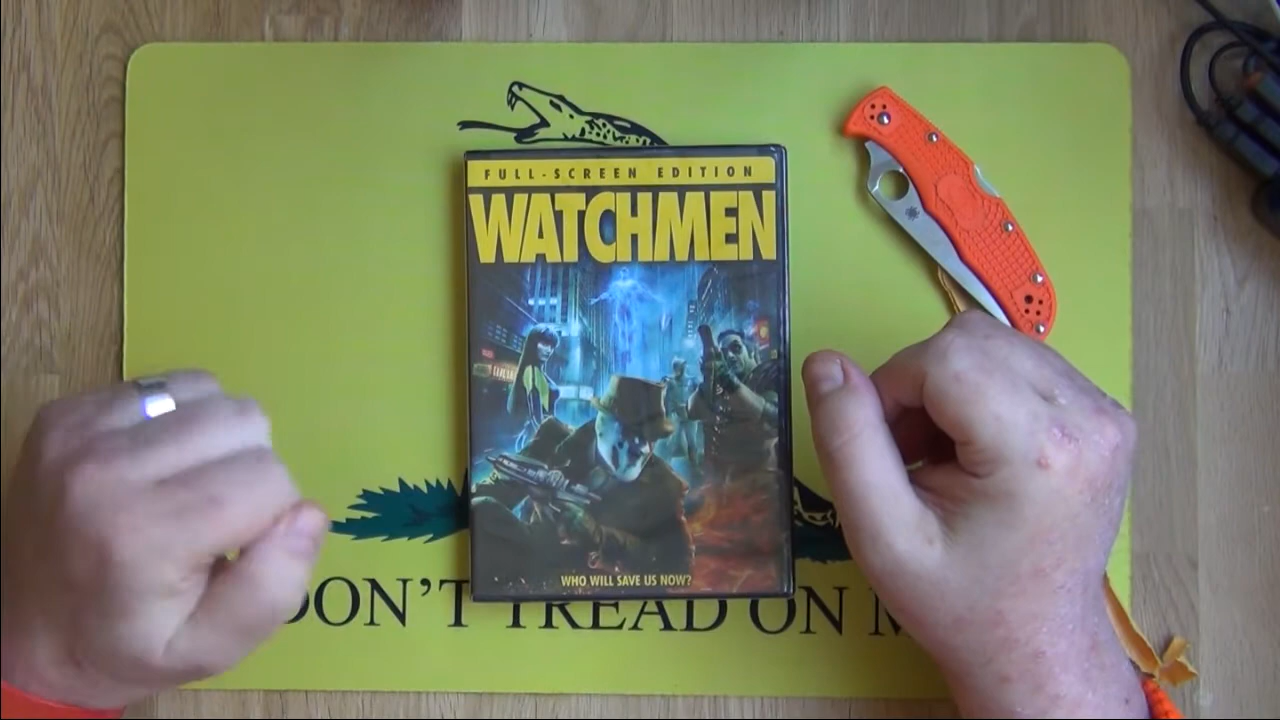 FULL-SCREEN EDITION
WATCHMEN
WHO WILL SAVE US NOW?
DON'T TREAD ON M